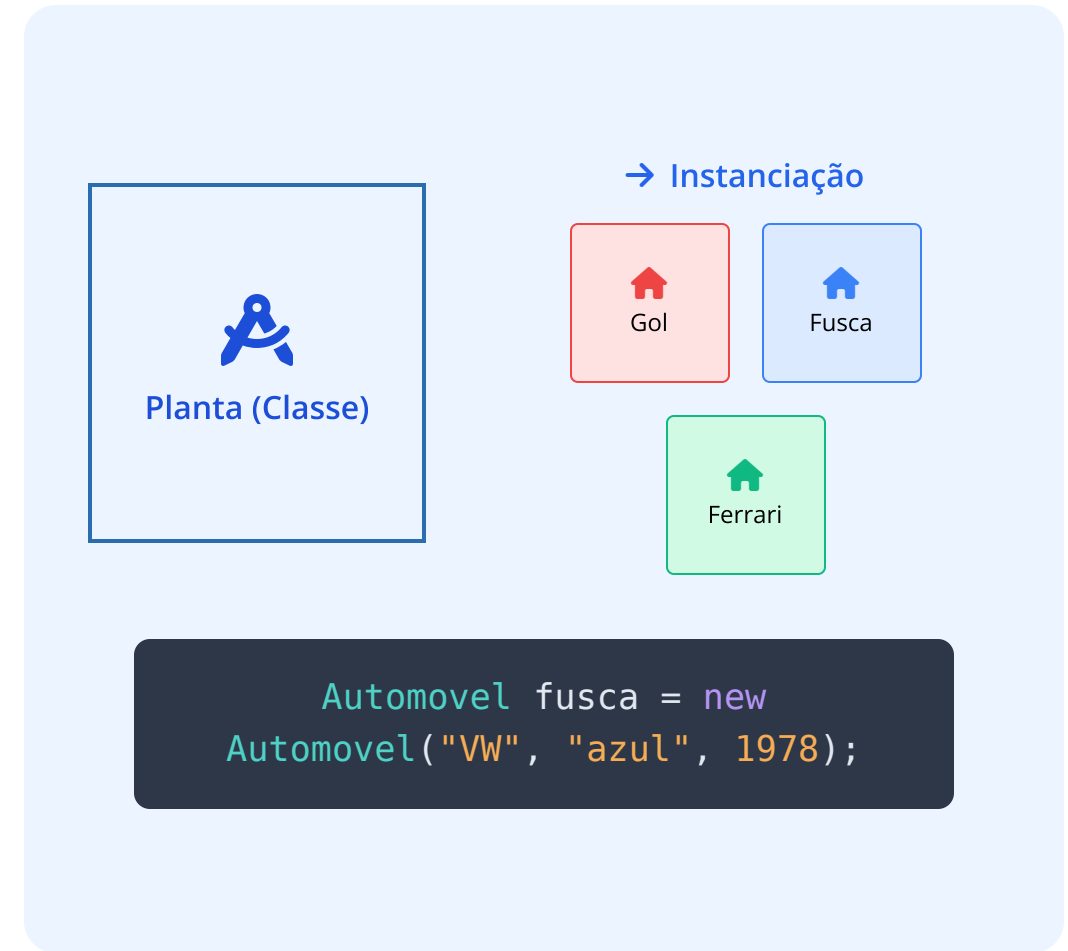 Instanciação
Planta (Classe)
Gol
Fusca
Ferrari
Automovel fusca = new
Automovel("VW", "azul", 1978);